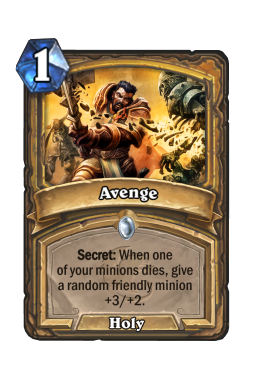 1
Avenge
Secret: When one
of your minions dies, give
a random friendly minion
+3/+2.
Holy